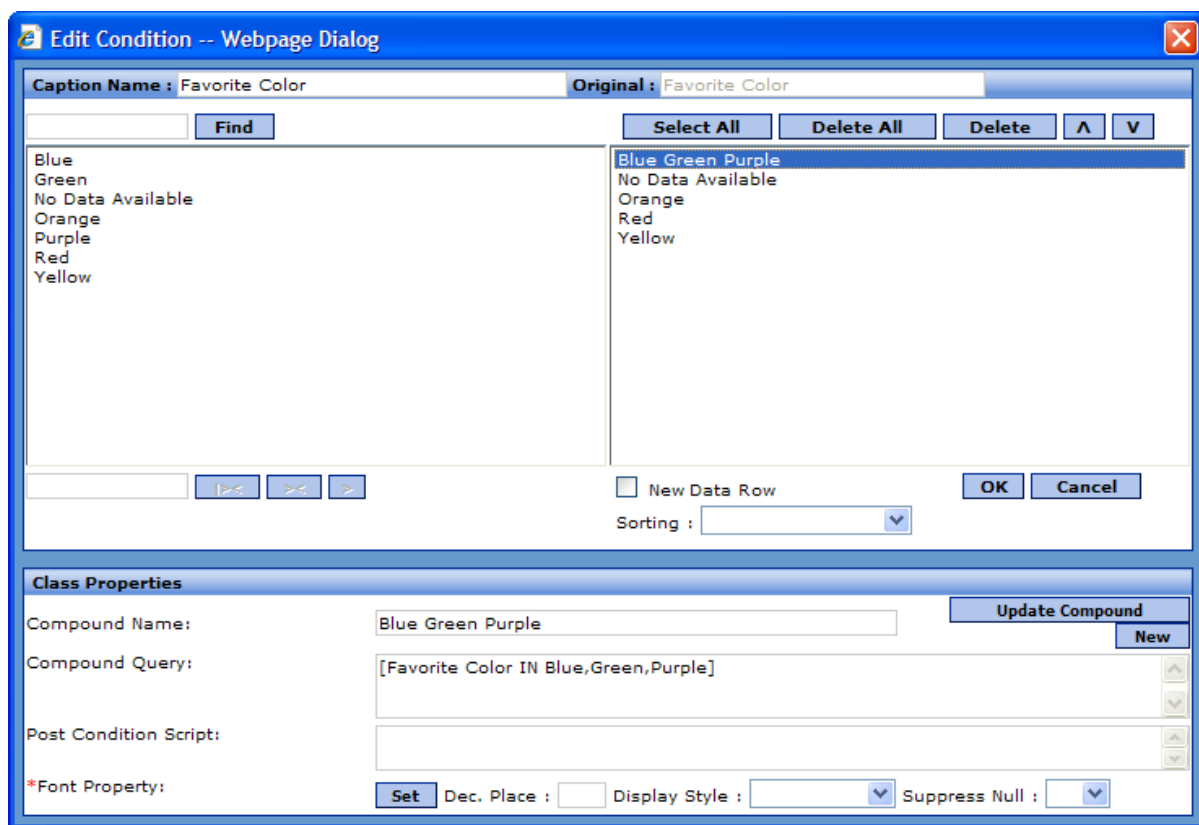 Edit Condition -- Webpage Dialog
Caption Name : Favorite Color Original : Favorite Color
Find Select All Delete All Delete Λ V
Blue
Green
No Data Available
Orange
Purple
Red
Yellow
Blue Green Purple
No Data Available
Orange
Red
Yellow
|>< >< > New Data Row OK Cancel
Sorting :
Class Properties
Update Compound
Compound Name: Blue Green Purple
New
Compound Query: [Favorite Color IN Blue,Green,Purple]
Post Condition Script:
*Font Property: Set Dec. Place : Display Style : Suppress Null :